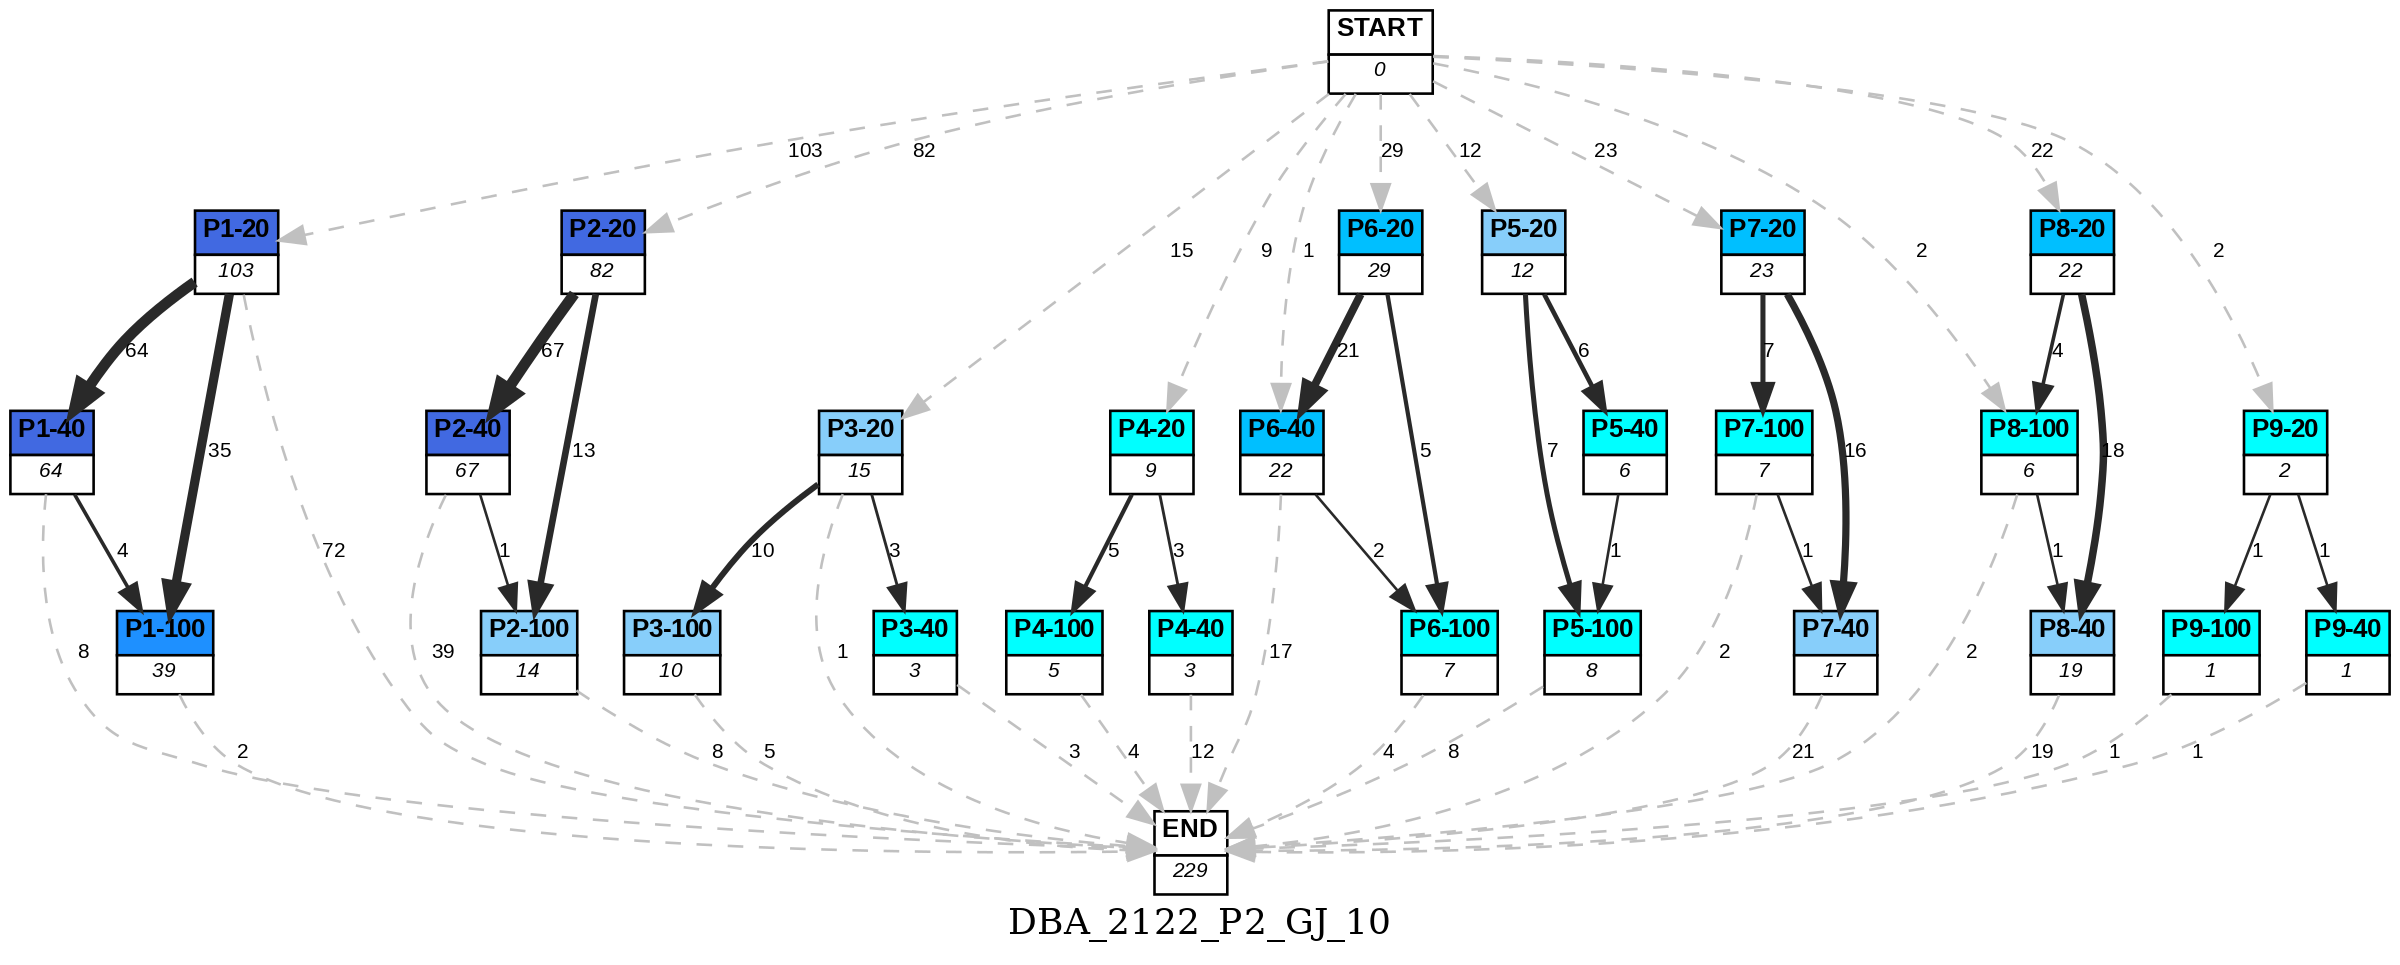 START
0
103
82
29
12
23
22
P1-20
103
P2-20
82
P6-20
29
P5-20
12
P7-20
23
P8-20
22
15
9
1
2
2
64
67
21
6
7
4
P1-40
64
P2-40
67
P3-20
15
P4-20
9
P6-40
22
P5-40
6
P7-100
7
P8-100
6
P9-20
2
35
13
5
7
16
18
4
72
1
10
3
5
3
2
1
1
1
1
1
P1-100
39
P2-100
14
P3-100
10
P3-40
3
P4-100
5
P4-40
3
P6-100
7
P5-100
8
P7-40
17
P8-40
19
P9-100
1
P9-40
1
8
39
1
17
2
2
2
8
5
3
4
12
4
8
21
19
1
1
END
229
DBA_2122_P2_GJ_10